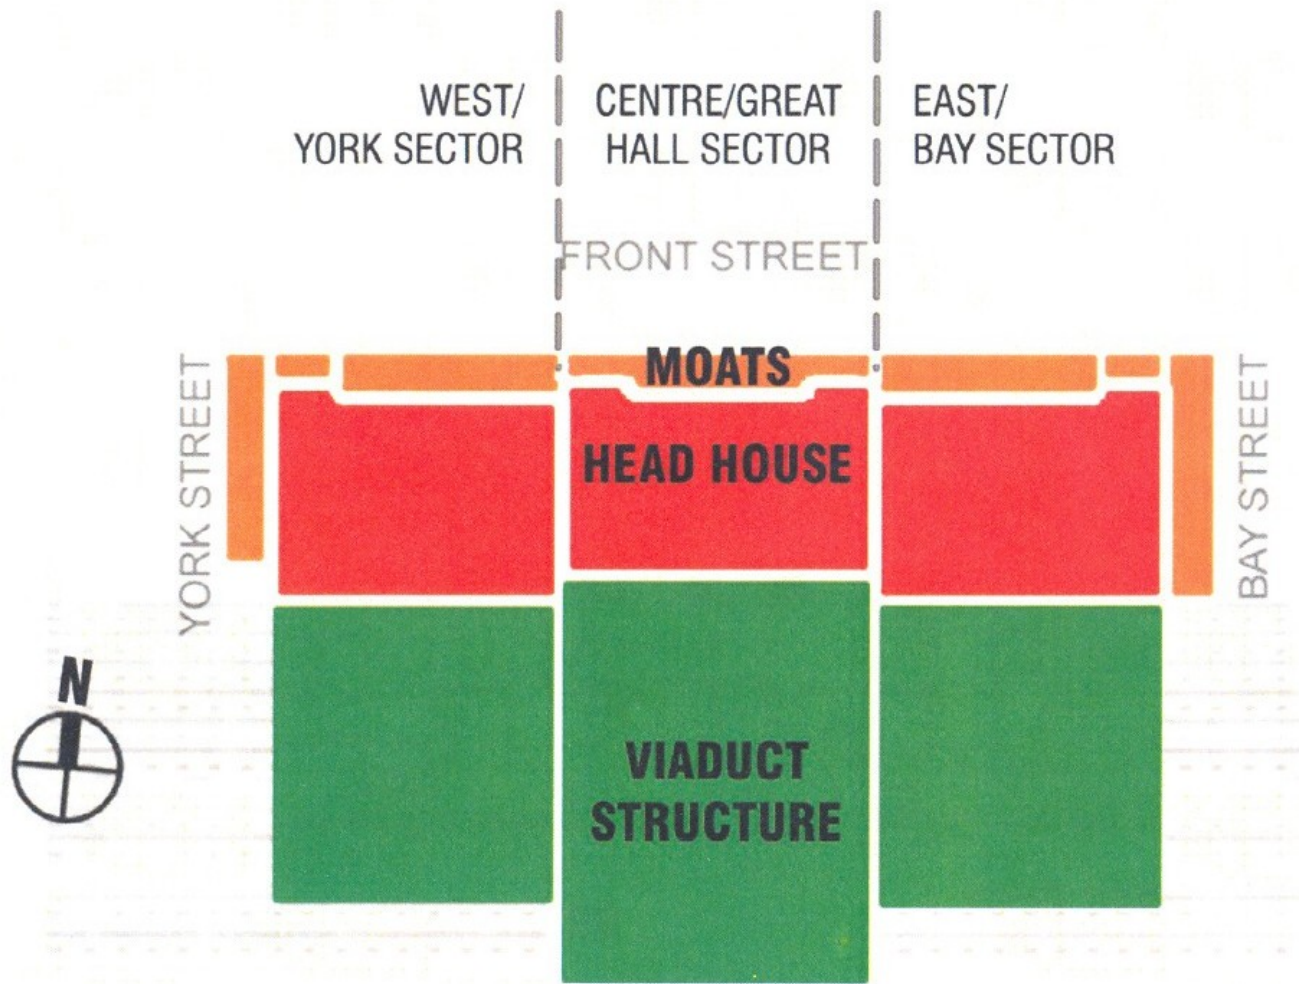 WEST/
YORK SECTOR
CENTRE/GREAT
HALL SECTOR
EAST/
BAY SECTOR
FRONT STREET
YORK STREET
MOATS
BAY STREET
HEAD HOUSE
N
VIADUCT
STRUCTURE